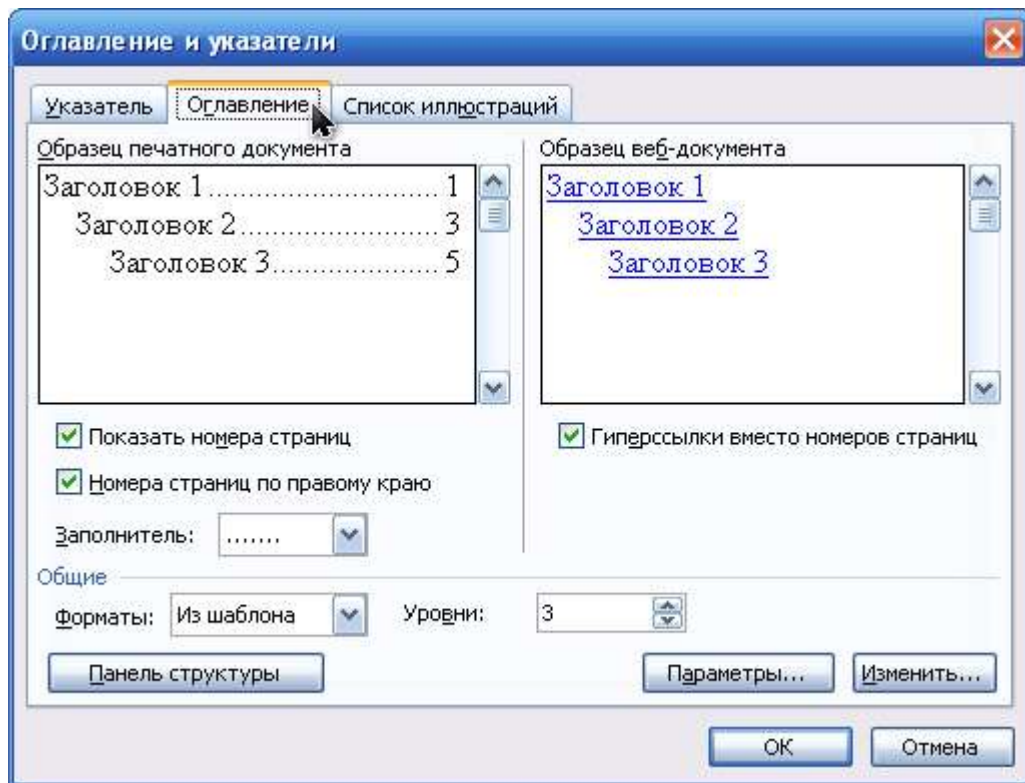 Оглавление и указатели
Указатель
Оглавление
Список иллюстраций
Образец печатного документа
Заголовок 1..............................1
Заголовок 2..........................3
Заголовок 3......................5
Образец веб-документа
Заголовок 1
Заголовок 2
Заголовок 3
Показать номера страниц
Номера страниц по правому краю
Заполнитель: .......
Гиперссылки вместо номеров страниц
Общие
Форматы: Из шаблона Уровни: 3
Панель структуры Параметры... Изменить...
ОК Отмена